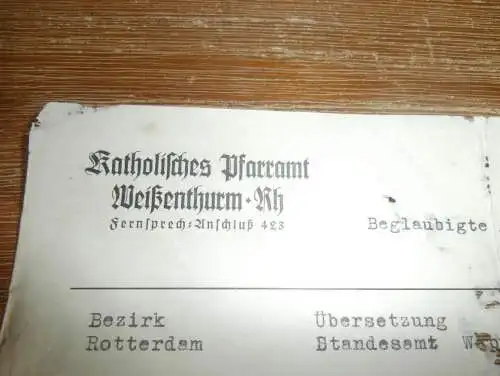 Katholisches Pfarramt
Weißenthurm·Rh
Fernsprech-Anschluß 423
Beglaubigte
Bezirk Übersetzung
Rotterdam Standesamt